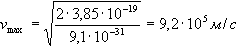 v_max = √(2·3,85·10^-19 / 9,1·10^-31) = 9,2·10^5 м/с